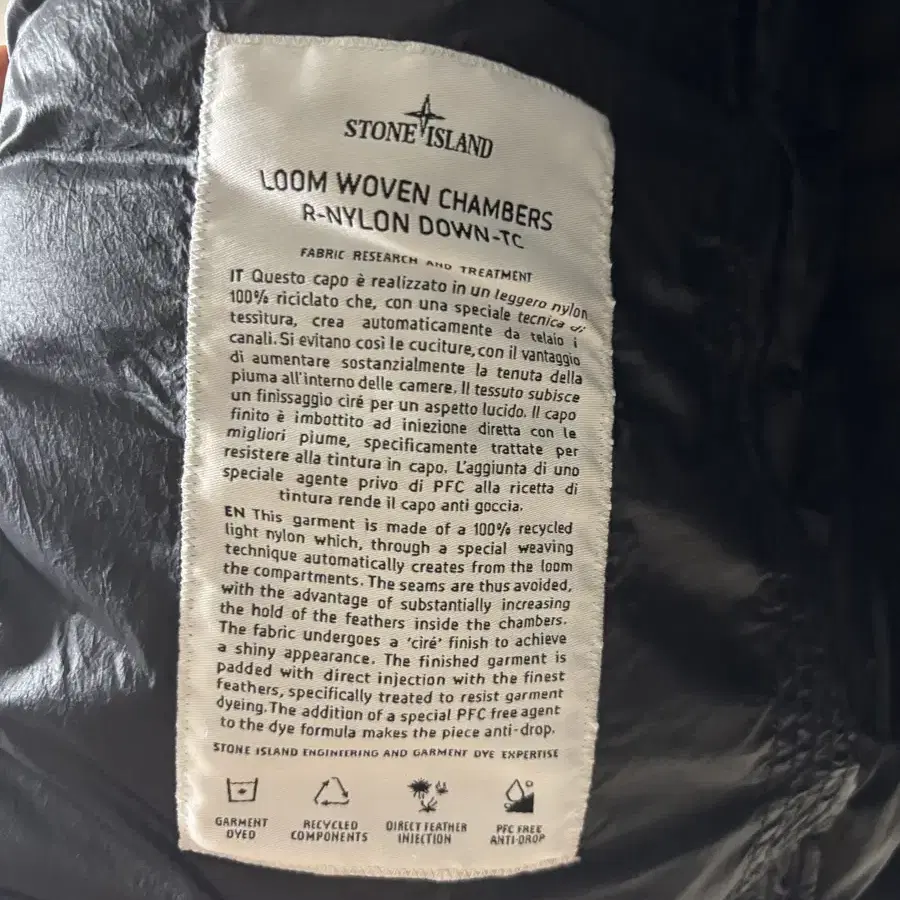 STONE ISLAND
LOOM WOVEN CHAMBERS
R-NYLON DOWN-TC
FABRIC RESEARCH AND TREATMENT
IT Questo capo è realizzato in un leggero nylon
100% riciclato che, con una speciale tecnica di
tessitura, crea automaticamente da telaio i
canali. Si evitano così le cuciture, con il vantaggio
di aumentare sostanzialmente la tenuta della
piuma all'interno delle camere. Il tessuto subisce
un finissaggio ciré per un aspetto lucido. Il capo
finito è imbottito ad iniezione diretta con le
migliori piume, specificamente trattate per
resistere alla tintura in capo. L'aggiunta di uno
speciale agente privo di PFC alla ricetta di
tintura rende il capo anti goccia.
EN This garment is made of a 100% recycled
light nylon which, through a special weaving
technique automatically creates from the loom
the compartments. The seams are thus avoided,
with the advantage of substantially increasing
the hold of the feathers inside the chambers.
The fabric undergoes a 'ciré' finish to achieve
a shiny appearance. The finished garment is
padded with direct injection with the finest
feathers, specifically treated to resist garment
dyeing. The addition of a special PFC free agent
to the dye formula makes the piece anti-drop.
STONE ISLAND ENGINEERING AND GARMENT DYE EXPERTISE
GARMENT DYED
RECYCLED COMPONENTS
DIRECT FEATHER INJECTION
PFC FREE ANTI-DROP